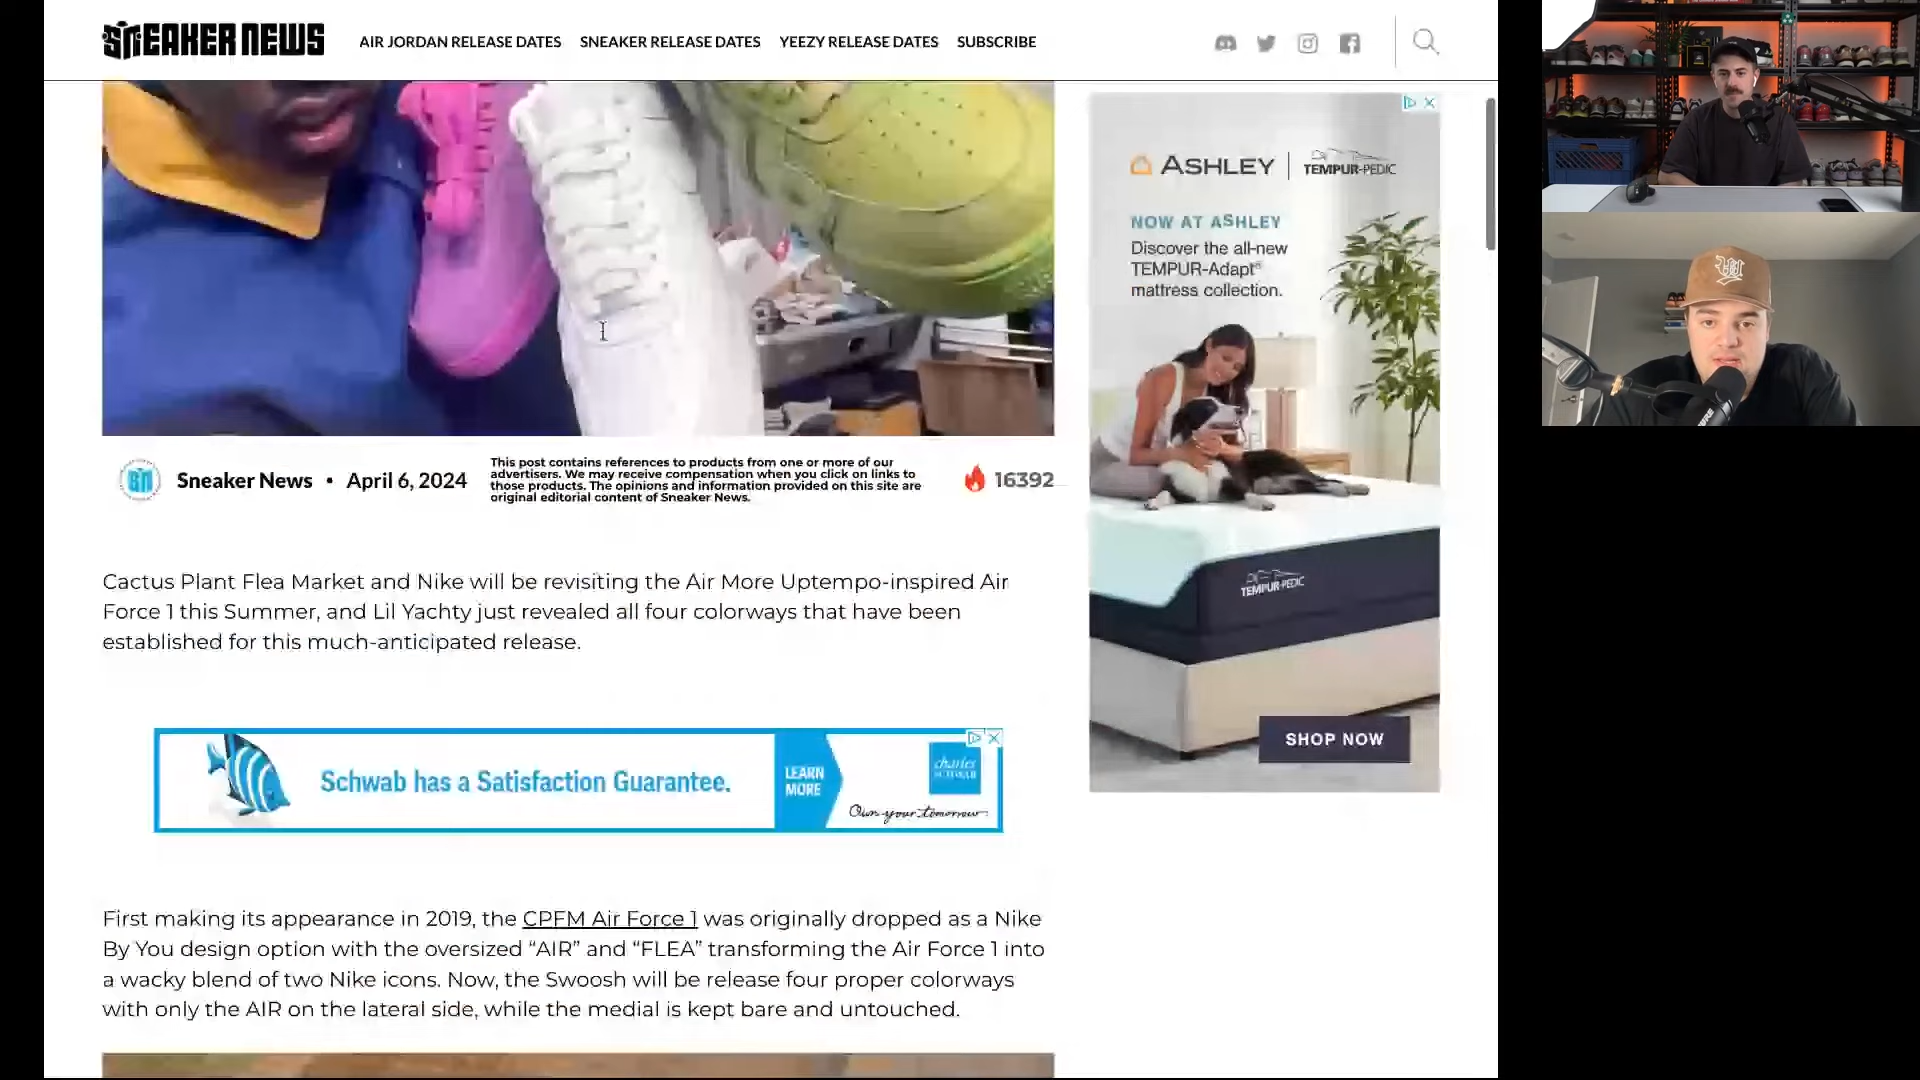 SNEAKER NEWS
AIR JORDAN RELEASE DATES SNEAKER RELEASE DATES YEEZY RELEASE DATES SUBSCRIBE
Sneaker News • April 6, 2024
This post contains references to products from one or more of our
advertisers. We may receive compensation when you click on links to
those products. The opinions and information provided on this site are
original editorial content of Sneaker News.
16392
Cactus Plant Flea Market and Nike will be revisiting the Air More Uptempo-inspired Air
Force 1 this Summer, and Lil Yachty just revealed all four colorways that have been
established for this much-anticipated release.
Schwab has a Satisfaction Guarantee.
LEARN
MORE
charles
SCHWAB
Own your tomorrow
First making its appearance in 2019, the CPFM Air Force 1 was originally dropped as a Nike
By You design option with the oversized “AIR” and “FLEA” transforming the Air Force 1 into
a wacky blend of two Nike icons. Now, the Swoosh will be release four proper colorways
with only the AIR on the lateral side, while the medial is kept bare and untouched.
ASHLEY | TEMPUR-PEDIC
NOW AT ASHLEY
Discover the all-new
TEMPUR-Adapt®
mattress collection.
TEMPUR-PEDIC
SHOP NOW